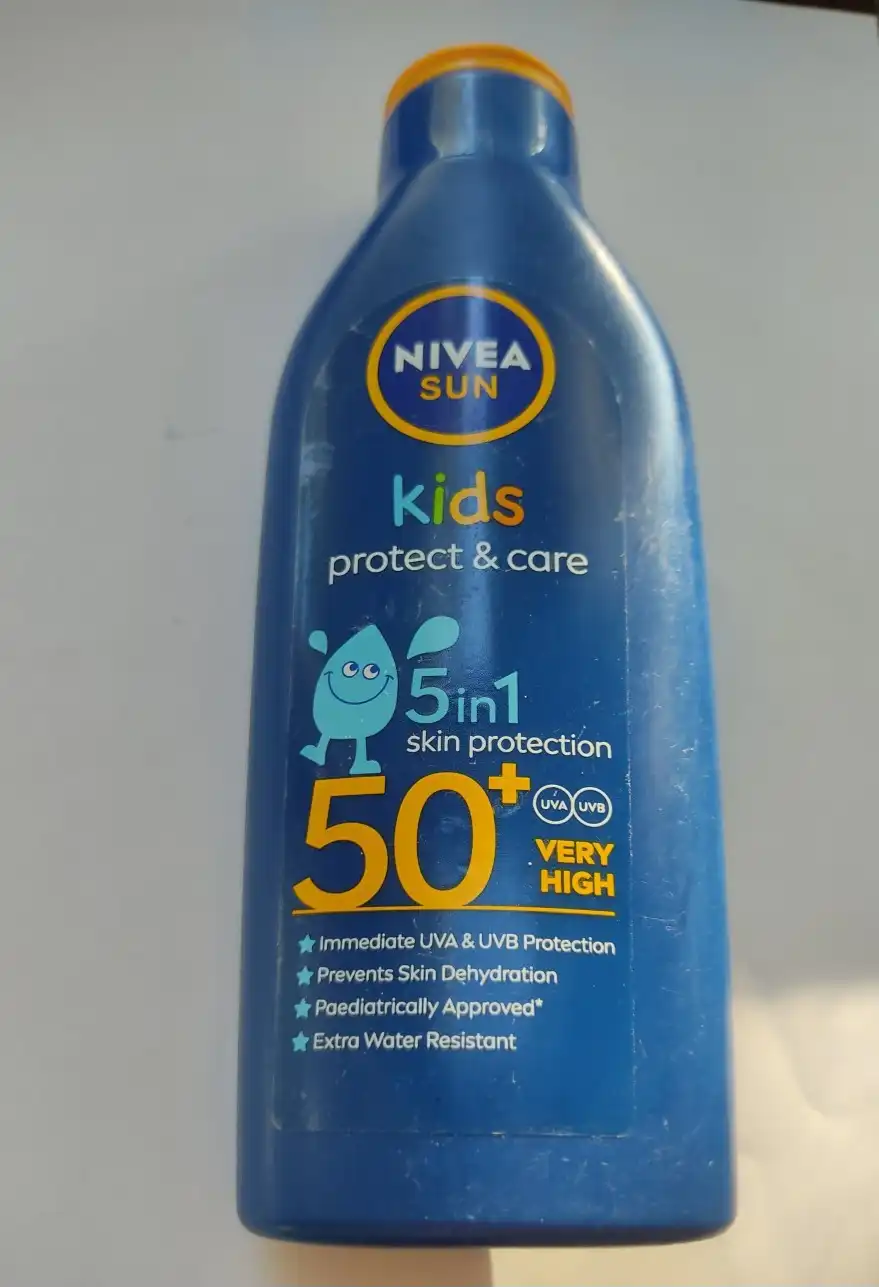 NIVEA
SUN
kids
protect & care
5in1
skin protection
50+
UVA UVB
VERY
HIGH
Immediate UVA & UVB Protection
Prevents Skin Dehydration
Paediatrically Approved*
Extra Water Resistant